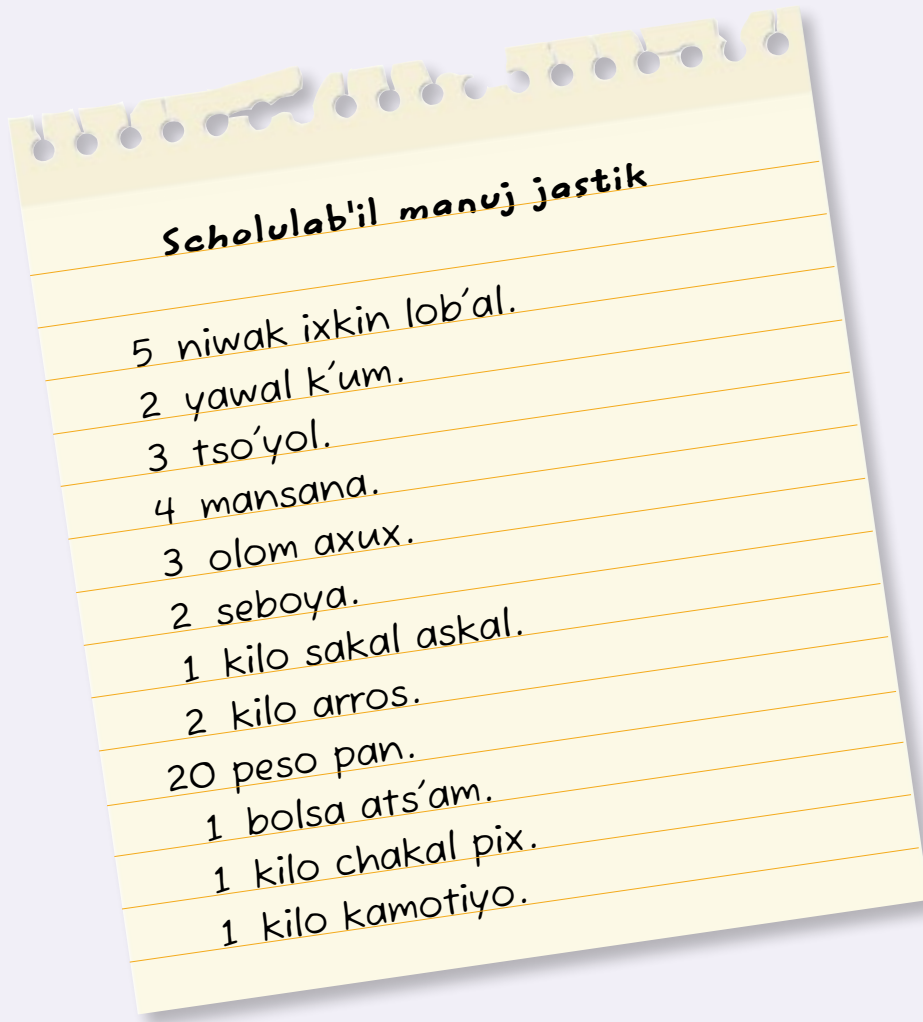 Scholulab'il manuj jastik
5 niwak ixkin lob´al.
2 yawal k´um.
3 tso´yol.
4 mansana.
3 olom axux.
2 seboya.
1 kilo sakal askal.
2 kilo arros.
20 peso pan.
1 bolsa ats´am.
1 kilo chakal pix.
1 kilo kamotiyo.